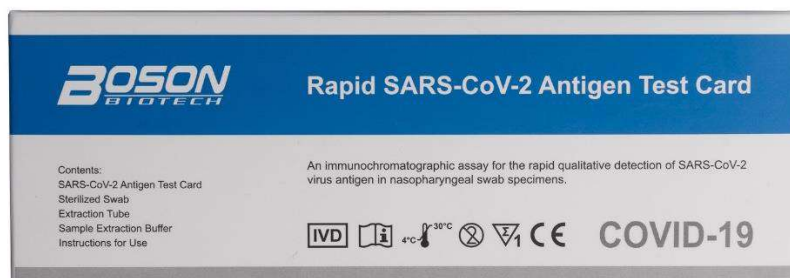 BOSON
BIOTECH
Rapid SARS-CoV-2 Antigen Test Card
Contents:
SARS-CoV-2 Antigen Test Card
Sterilized Swab
Extraction Tube
Sample Extraction Buffer
Instructions for Use
An immunochromatographic assay for the rapid qualitative detection of SARS-CoV-2
virus antigen in nasopharyngeal swab specimens.
IVD i 4°C 30°C 2 Σ 1 CE COVID-19